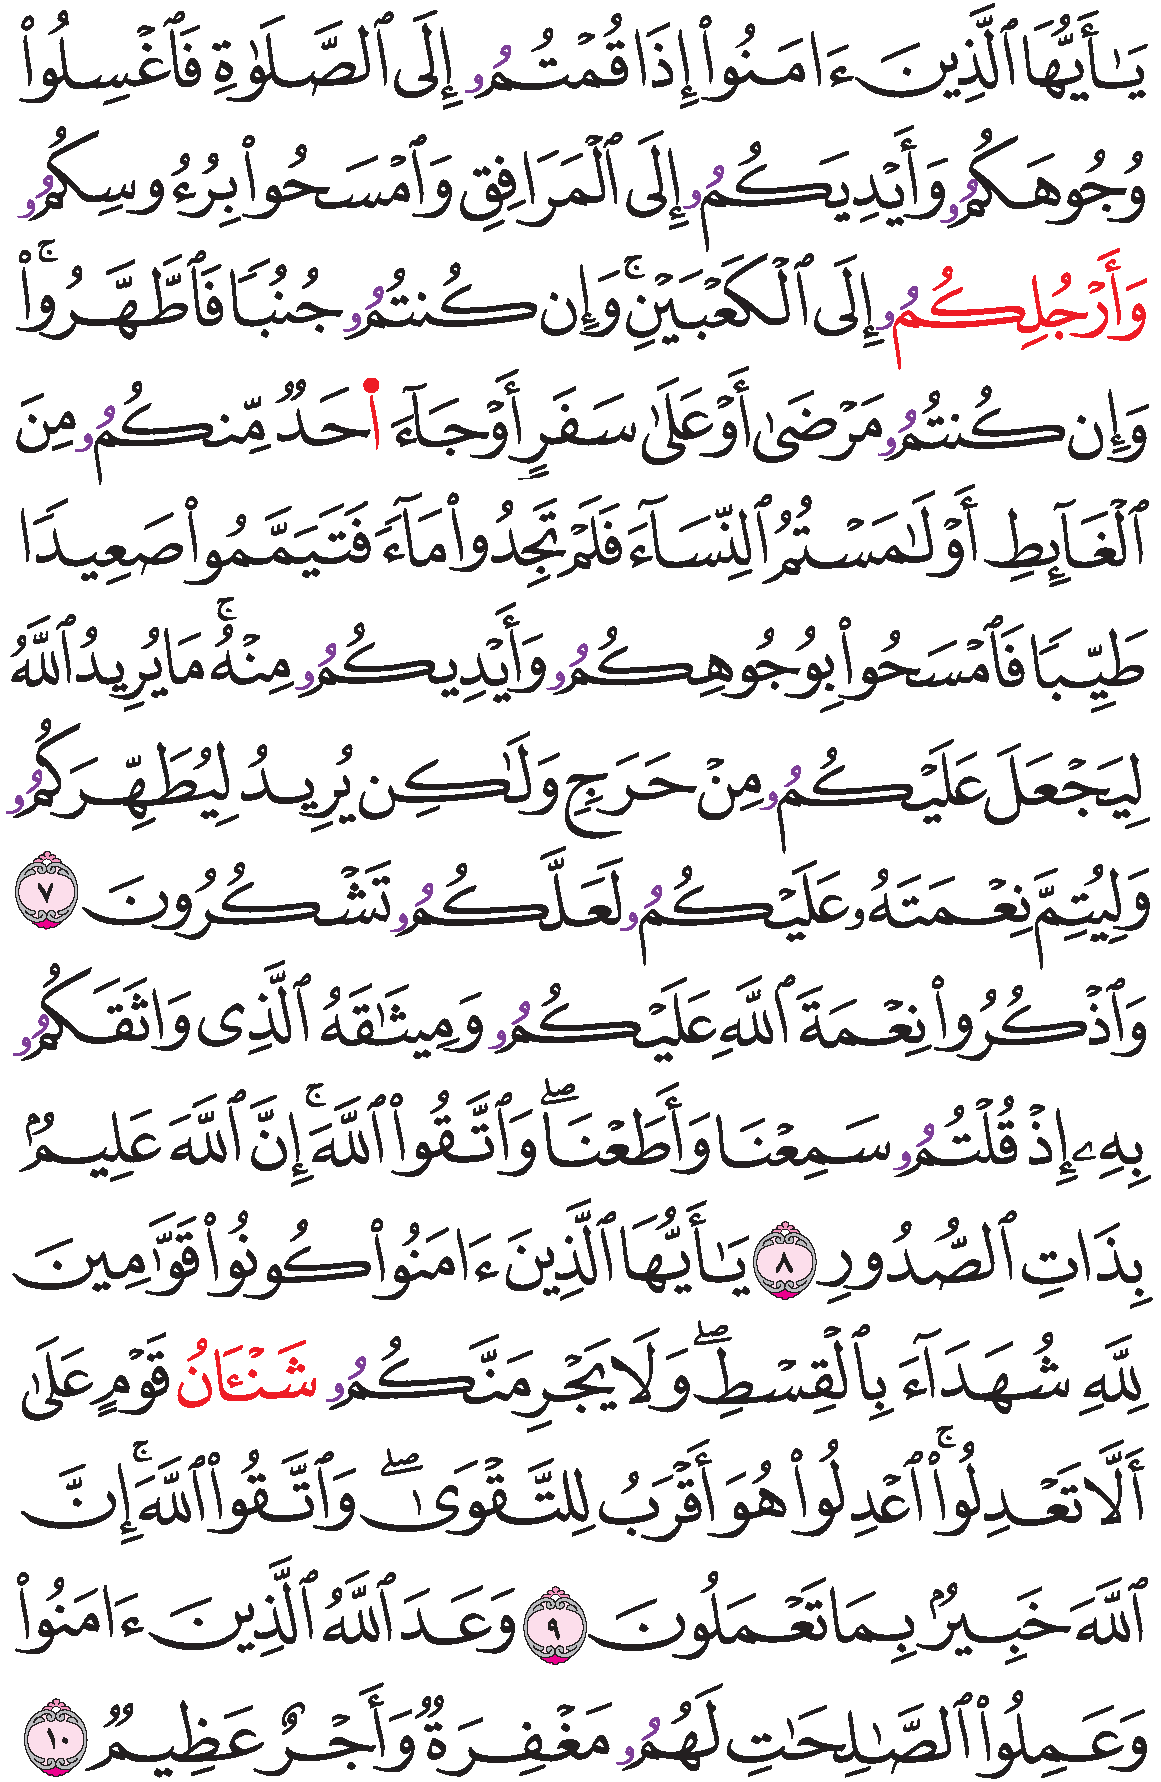 يَٰٓأَيُّهَا ٱلَّذِينَ ءَامَنُوٓاْ إِذَا قُمۡتُمُۥٓ إِلَى ٱلصَّلَوٰةِ فَٱغۡسِلُواْ
وُجُوهَكُمُۥ وَأَيۡدِيَكُمُۥٓ إِلَى ٱلۡمَرَافِقِ وَٱمۡسَحُواْ بِرُءُوسِكُمُۥ
وَأَرۡجُلِكُمُۥٓ إِلَى ٱلۡكَعۡبَيۡنِۚ وَإِن كُنتُمُۥ جُنُبٗا فَٱطَّهَّرُواْۚ
وَإِن كُنتُمُۥ مَرۡضَىٰٓ أَوۡ عَلَىٰ سَفَرٍ أَوۡ جَآءَ اَ۬حَدٞ مِّنكُمُۥ مِنَ
ٱلۡغَآئِطِ أَوۡ لَٰمَسۡتُمُ ٱلنِّسَآءَ فَلَمۡ تَجِدُواْ مَآءٗ فَتَيَمَّمُواْ صَعِيدٗا
طَيِّبٗا فَٱمۡسَحُواْ بِوُجُوهِكُمُۥ وَأَيۡدِيكُمُۥ مِنۡهُۚ مَا يُرِيدُ ٱللَّهُ
لِيَجۡعَلَ عَلَيۡكُمُۥ مِنۡ حَرَجٖ وَلَٰكِن يُرِيدُ لِيُطَهِّرَكُمُۥ
وَلِيُتِمَّ نِعۡمَتَهُۥ عَلَيۡكُمُۥ لَعَلَّكُمُۥ تَشۡكُرُونَ ٧
وَٱذۡكُرُواْ نِعۡمَةَ ٱللَّهِ عَلَيۡكُمُۥ وَمِيثَٰقَهُ ٱلَّذِي وَاثَقَكُمُۥ
بِهِۦٓ إِذۡ قُلۡتُمُۥ سَمِعۡنَا وَأَطَعۡنَاۖ وَٱتَّقُواْ ٱللَّهَۚ إِنَّ ٱللَّهَ عَلِيمُۢ
بِذَاتِ ٱلصُّدُورِ ٨ يَٰٓأَيُّهَا ٱلَّذِينَ ءَامَنُواْ كُونُواْ قَوَّٰمِينَ
لِلَّهِ شُهَدَآءَ بِٱلۡقِسۡطِۖ وَلَا يَجۡرِمَنَّكُمُۥ شَنَـَٔانُ قَوۡمٍ عَلَىٰٓ
أَلَّا تَعۡدِلُواْۚ ٱعۡدِلُواْ هُوَ أَقۡرَبُ لِلتَّقۡوَىٰۖ وَٱتَّقُواْ ٱللَّهَۚ إِنَّ
ٱللَّهَ خَبِيرُۢ بِمَا تَعۡمَلُونَ ٩ وَعَدَ ٱللَّهُ ٱلَّذِينَ ءَامَنُواْ
وَعَمِلُواْ ٱلصَّٰلِحَٰتِ لَهُمُۥ مَغۡفِرَةٞ وَأَجۡرٌ عَظِيمٞ ١٠